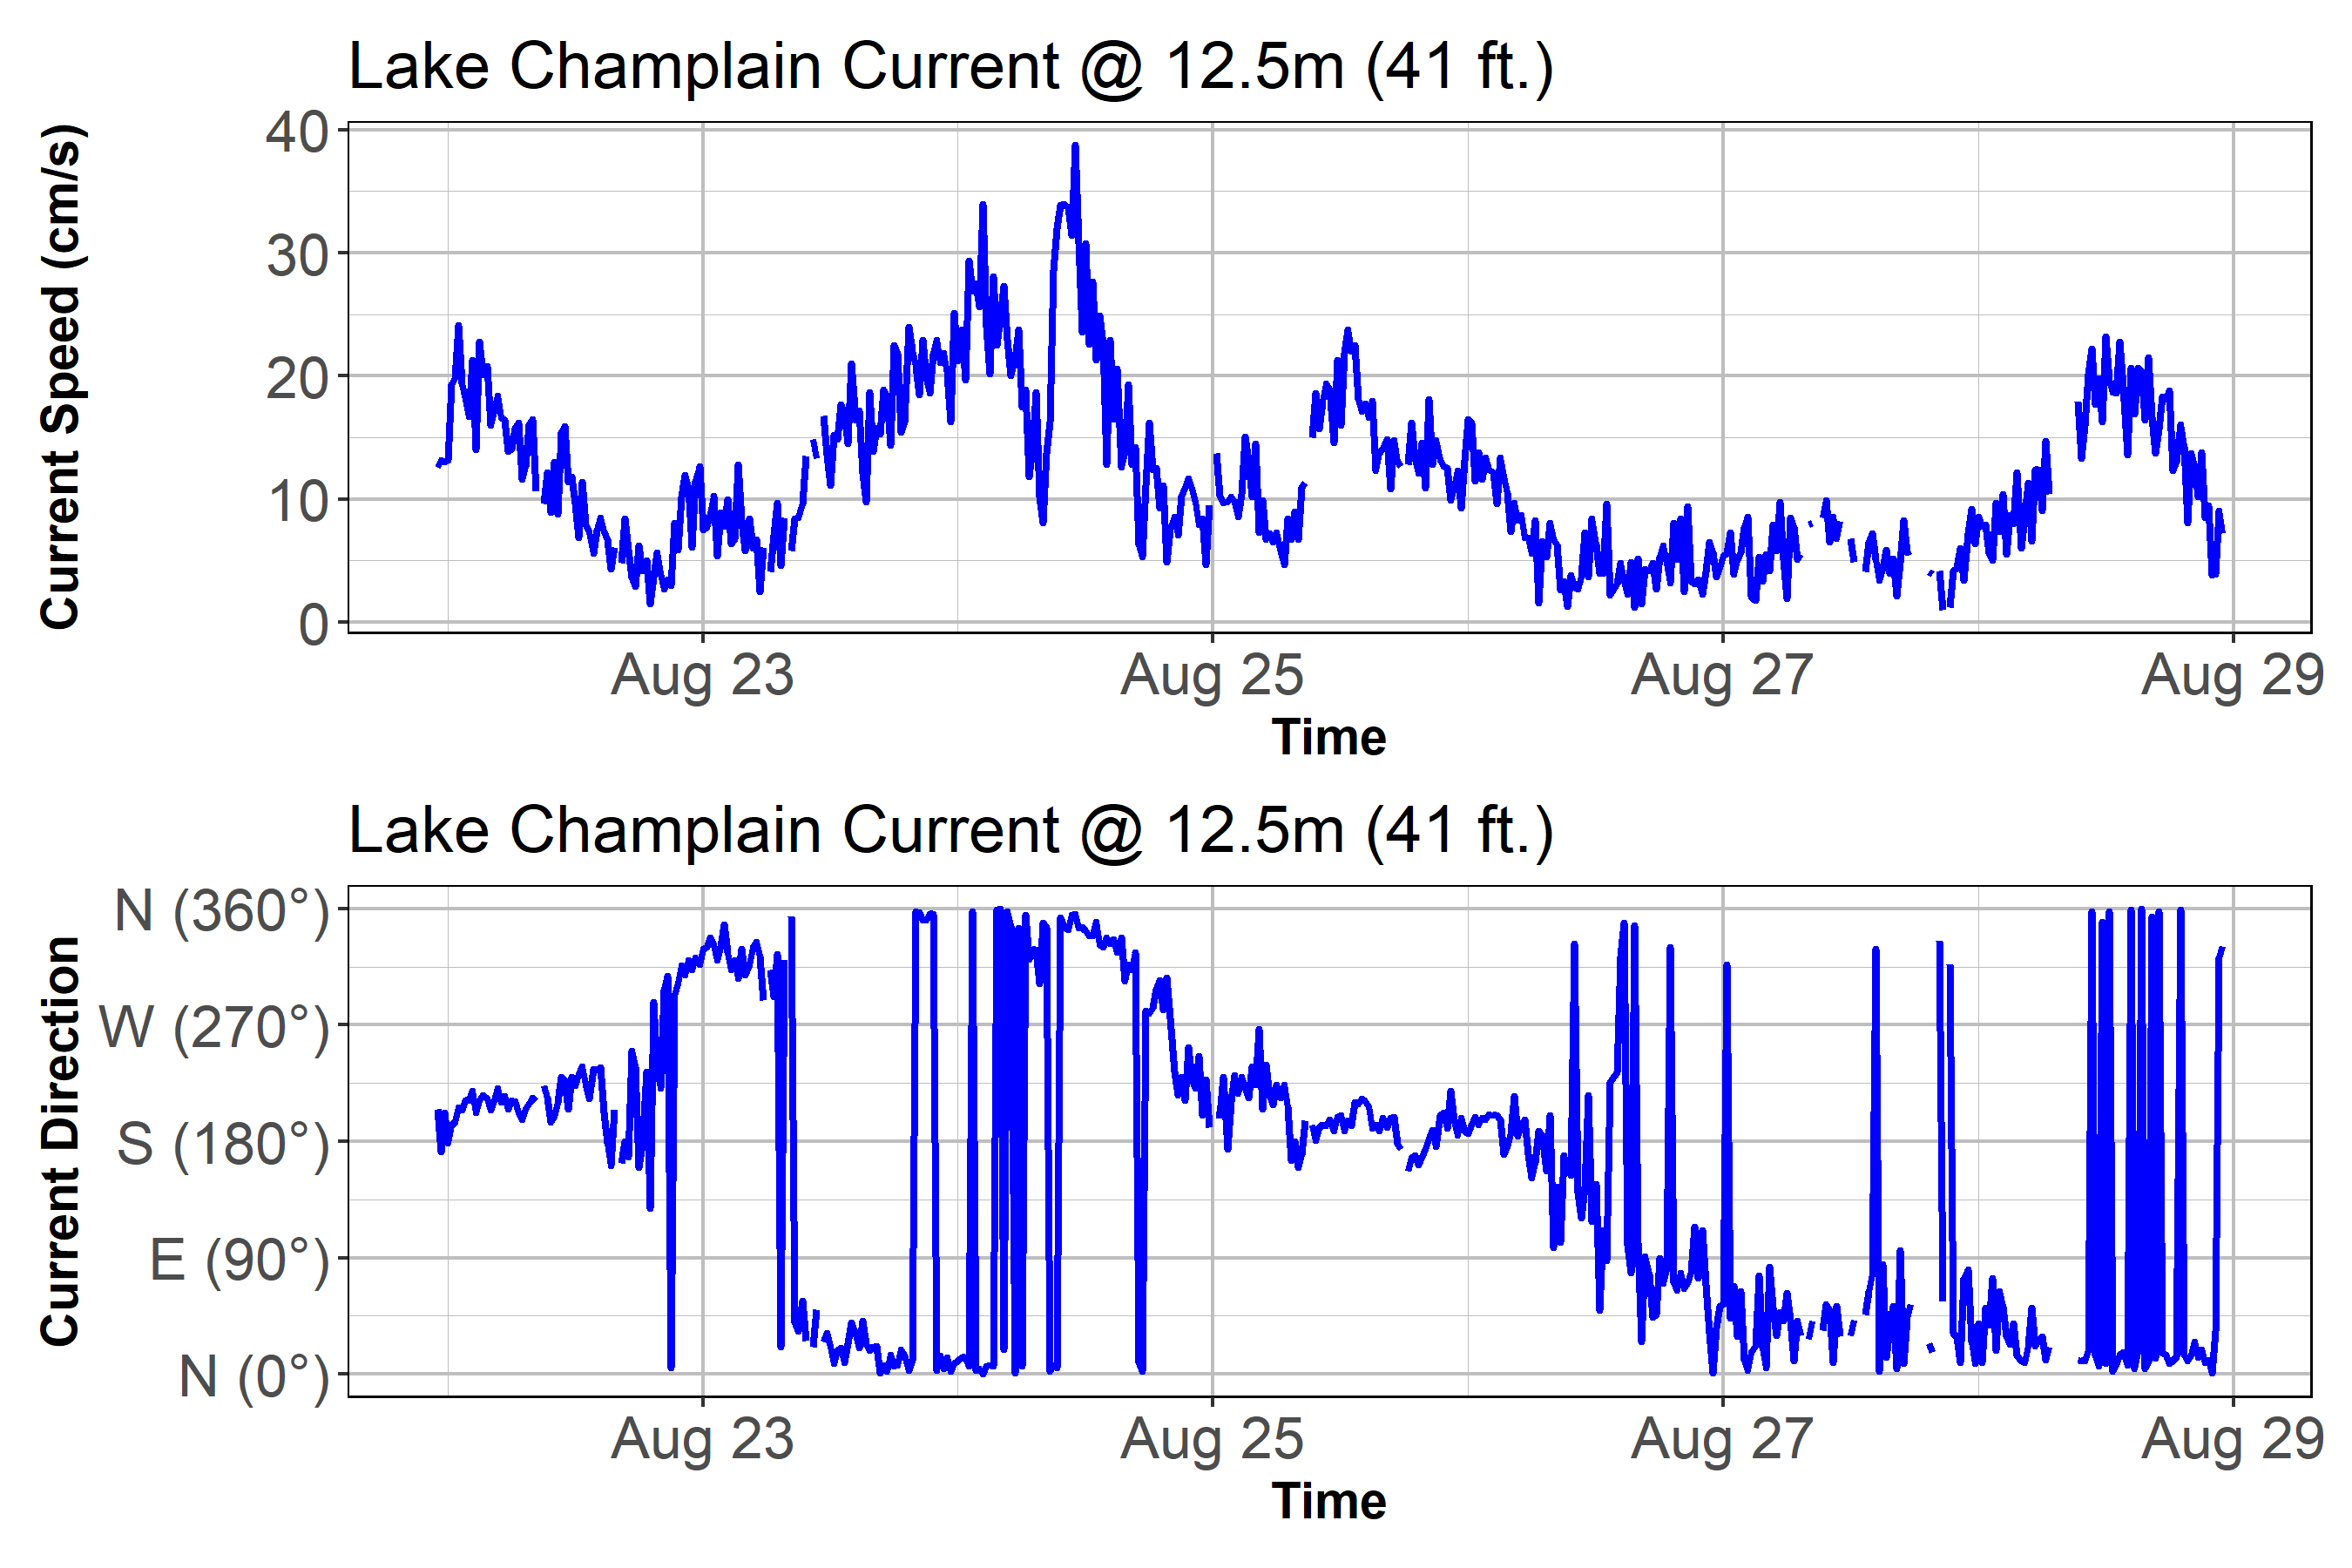 Lake Champlain Current @ 12.5m (41 ft.)
Current Speed (cm/s)
40
30
20
10
0
Aug 23 Aug 25 Aug 27 Aug 29
Time
Lake Champlain Current @ 12.5m (41 ft.)
Current Direction
N (360°)
W (270°)
S (180°)
E (90°)
N (0°)
Aug 23 Aug 25 Aug 27 Aug 29
Time